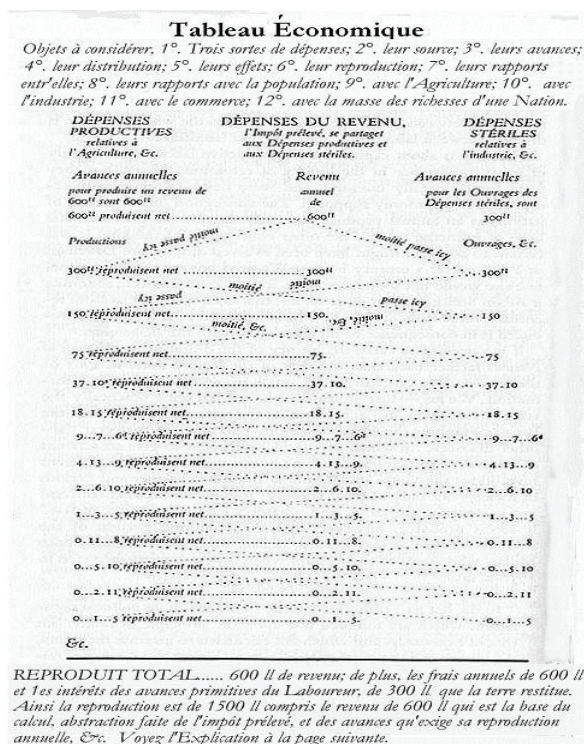 Tableau Économique
Objets à considérer, 1°. Trois sortes de dépenses; 2°. leur source; 3°. leurs avances;
4°. leur distribution; 5°. leurs effets; 6°. leur reproduction; 7°. leurs rapports
entr'elles; 8°. leurs rapports avec la population; 9°. avec l'Agriculture; 10°. avec
l'industrie; 11°. avec le commerce; 12°. avec la masse des richesses d'une Nation.
DÉPENSES PRODUCTIVES relatives à l'Agriculture, &c.
DÉPENSES DU REVENU, l'Impôt prélevé, se partaget aux Dépenses productives et aux Dépenses stériles.
DÉPENSES STÉRILES relatives à l'industrie, &c.
Avances annuelles Revenu Avances annuelles
pour produire un revenu de annuel pour les Ouvrages des
600ll sont 600ll de Dépenses stériles, sont
600ll produisent net 600ll 300ll
Productions moitié passe icy moitié passe icy Ouvrages, &c.
300ll reproduisent net 300ll 300ll
moitié passe icy moitié passe icy
150 reproduisent net 150. 150
moitié, &c. moitié, &c.
75 reproduisent net 75. 75
37.10s reproduisent net 37.10. 37.10
18.15 reproduisent net 18.15. 18.15
9...7...6d reproduisent net 9...7...6d 9...7...6d
4.13...9 reproduisent net 4.13...9. 4.13...9
2...6.10 reproduisent net 2...6.10. 2...6.10
1...3...5 reproduisent net 1...3...5. 1...3...5
0.11...8 reproduisent net 0.11...8. 0.11...8
0...5.10 reproduisent net 0...5.10. 0...5.10
0...2.11 reproduisent net 0...2.11. 0...2.11
0...1...5 reproduisent net 0...1...5. 0...1...5
&c.
REPRODUIT TOTAL..... 600 ll de revenu; de plus, les frais annuels de 600 ll
et 1es intérêts des avances primitives du Laboureur, de 300 ll que la terre restitue.
Ainsi la reproduction est de 1500 ll compris le revenu de 600 ll qui est la base du
calcul, abstraction faite de l'impôt prélevé, et des avances qu'exige sa reproduction
annuelle, &c. Voyez l'Explication à la page suivante.